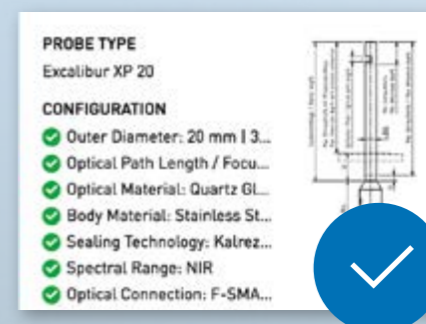 PROBE TYPE
Excalibur XP 20
CONFIGURATION
Outer Diameter: 20 mm | 3...
Optical Path Length / Focu...
Optical Material: Quartz Gl...
Body Material: Stainless St...
Sealing Technology: Kalrez...
Spectral Range: NIR
Optical Connection: F-SMA...